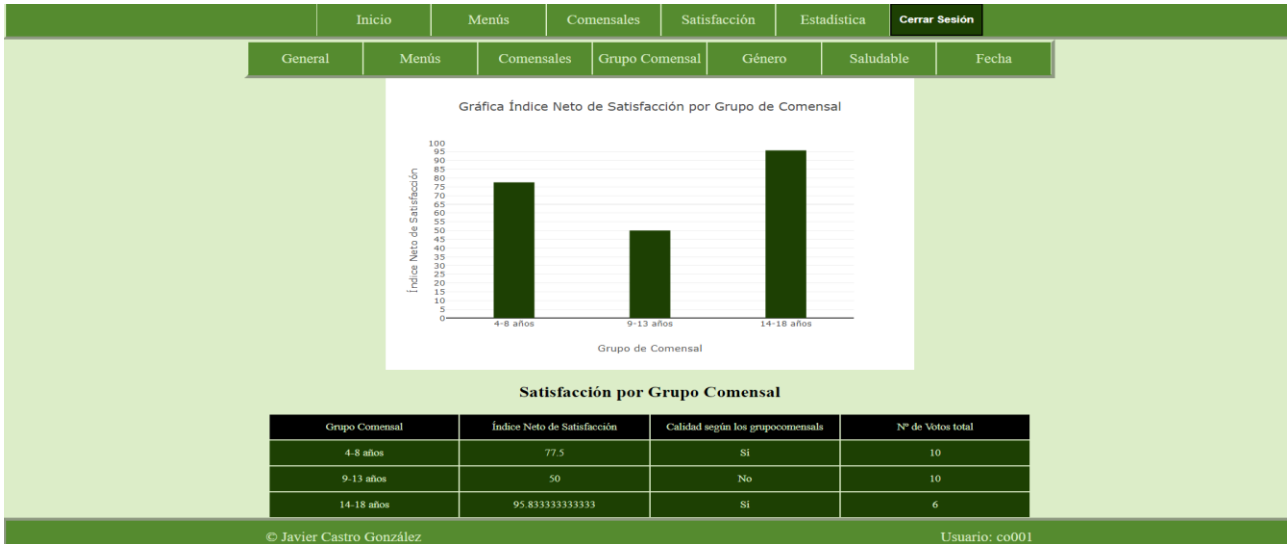 Inicio Menús Comensales Satisfacción Estadística Cerrar Sesión
General Menús Comensales Grupo Comensal Género Saludable Fecha
Gráfica Índice Neto de Satisfacción por Grupo de Comensal
Índice Neto de Satisfacción
100
95
90
85
80
75
70
65
60
55
50
45
40
35
30
25
20
15
10
5
0
4-8 años 9-13 años 14-18 años
Grupo de Comensal
Satisfacción por Grupo Comensal
Grupo Comensal Índice Neto de Satisfacción Calidad según los grupocomensals Nº de Votos total
4-8 años 77.5 Sí 10
9-13 años 50 No 10
14-18 años 95.833333333333 Sí 6
© Javier Castro González Usuario: co001